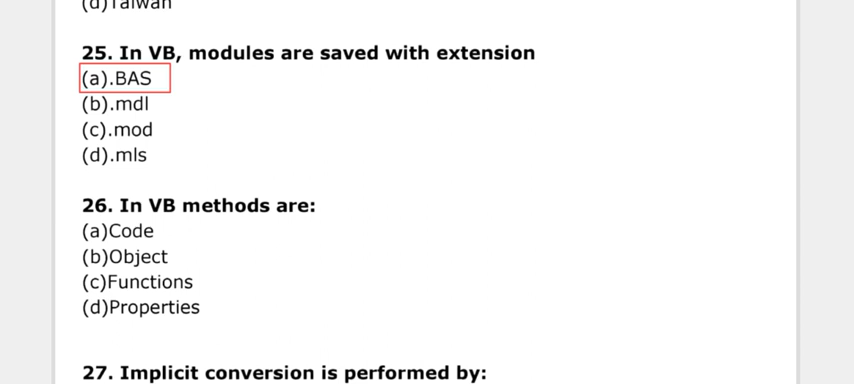 (d)Taiwan
25. In VB, modules are saved with extension
(a).BAS
(b).mdl
(c).mod
(d).mls
26. In VB methods are:
(a)Code
(b)Object
(c)Functions
(d)Properties
27. Implicit conversion is performed by: